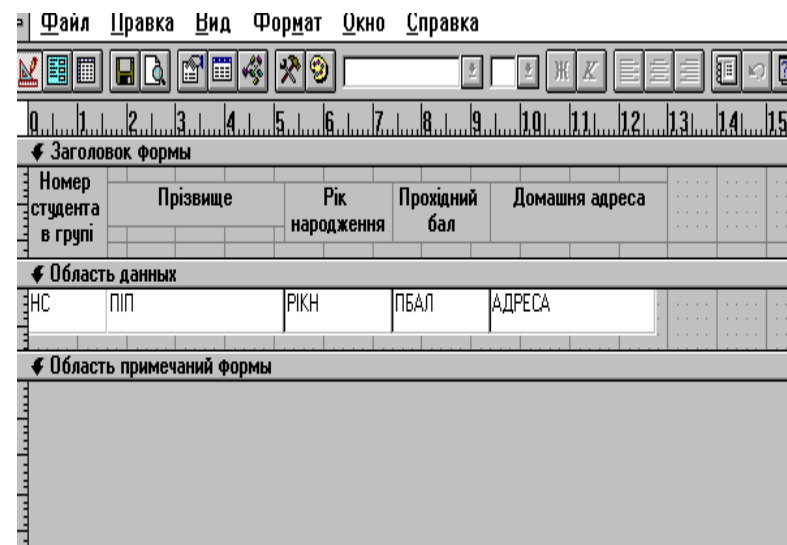 Файл Правка Вид Формат Окно Справка
Ж К
0 1 2 3 4 5 6 7 8 9 10 11 12 13 14 15
Заголовок формы
Номер студента в групі
Прізвище
Рік народження
Прохідний бал
Домашня адреса
Область данных
НС ПІП РІКН ПБАЛ АДРЕСА
Область примечаний формы